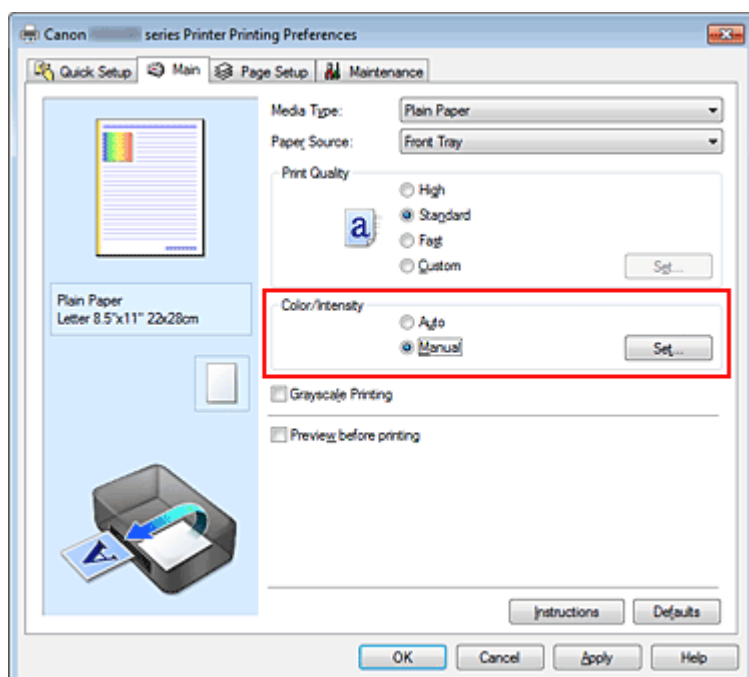 Canon series Printer Printing Preferences
Quick Setup Main Page Setup Maintenance
Media Type: Plain Paper
Paper Source: Front Tray
Print Quality
High
a Standard
Fast
Custom Set...
Plain Paper
Letter 8.5"x11" 22x28cm
Color/Intensity
Auto
Manual Set...
Grayscale Printing
Preview before printing
A
Instructions Defaults
OK Cancel Apply Help